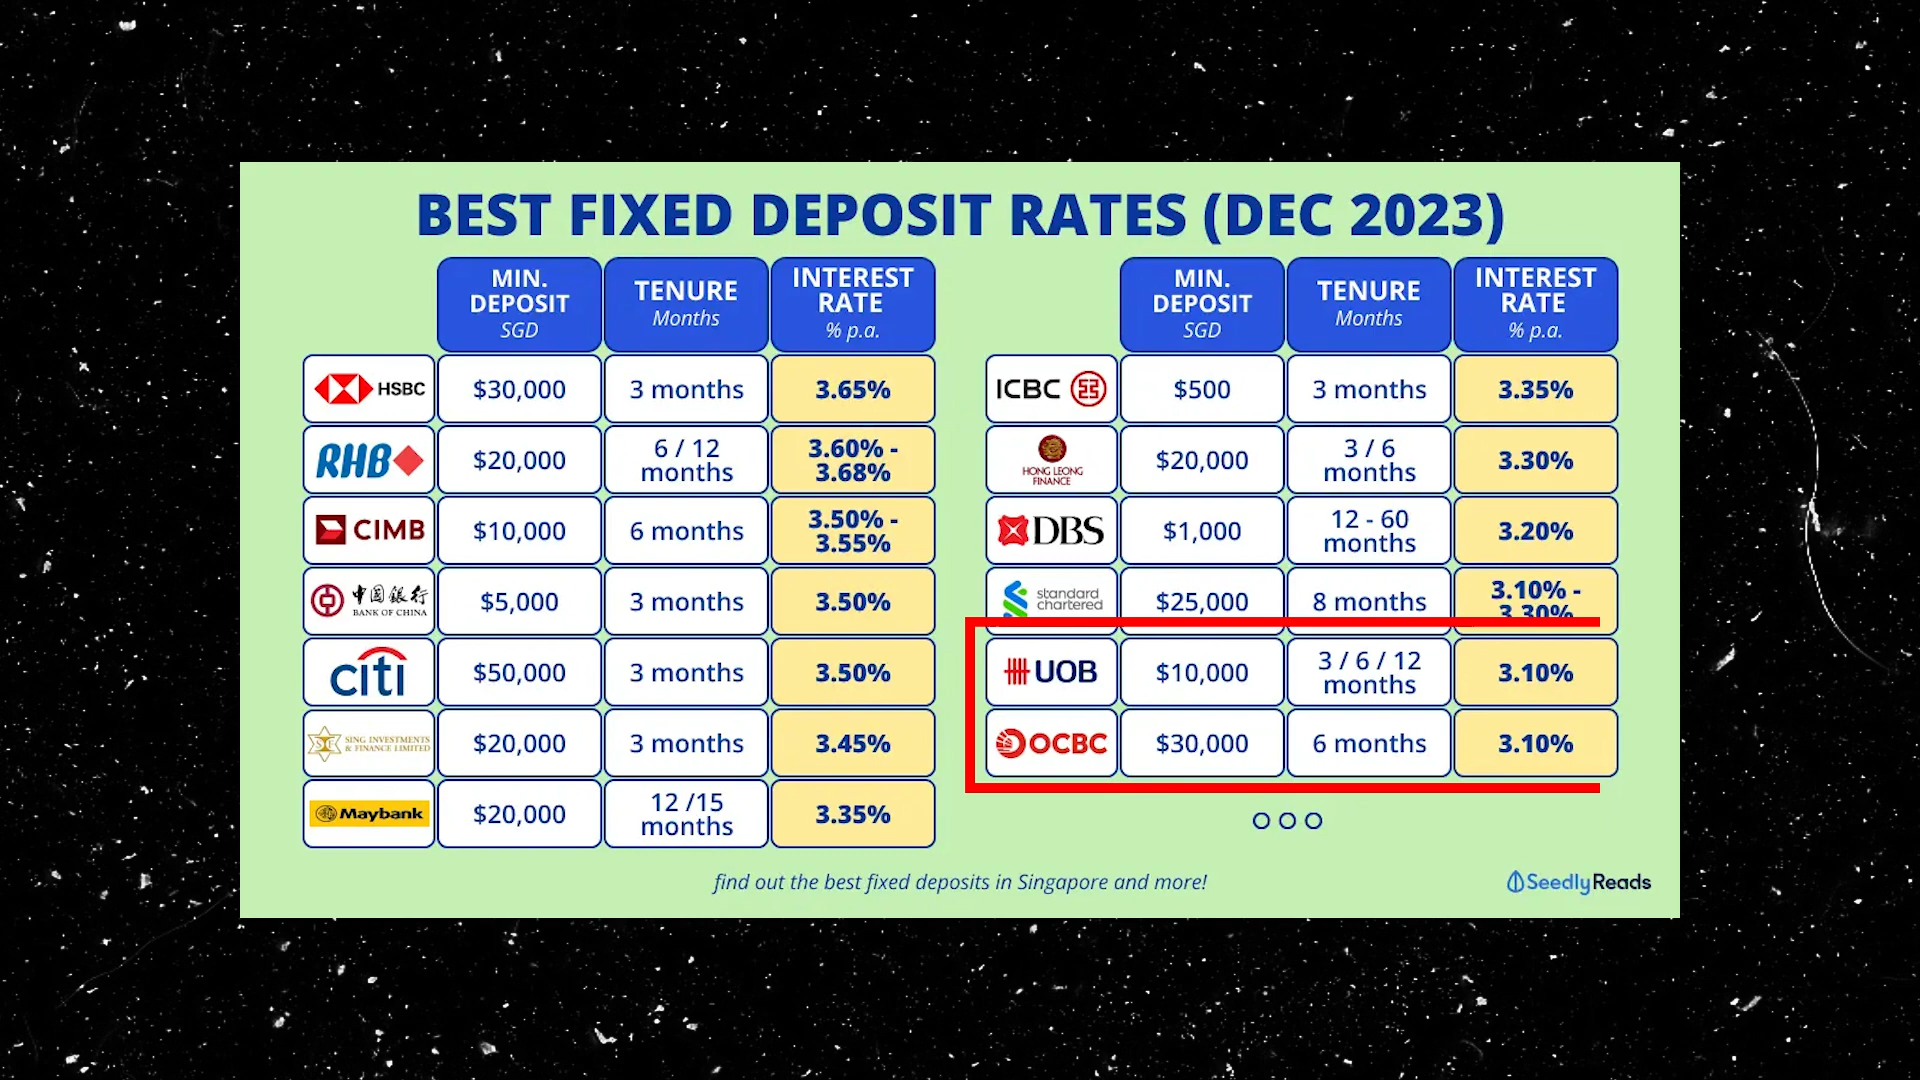 BEST FIXED DEPOSIT RATES (DEC 2023)
MIN. DEPOSIT SGD
TENURE Months
INTEREST RATE % p.a.
HSBC $30,000 3 months 3.65%
RHB $20,000 6 / 12 months 3.60% - 3.68%
CIMB $10,000 6 months 3.50% - 3.55%
中国銀行 BANK OF CHINA $5,000 3 months 3.50%
citi $50,000 3 months 3.50%
SING INVESTMENTS & FINANCE LIMITED $20,000 3 months 3.45%
Maybank $20,000 12 /15 months 3.35%
MIN. DEPOSIT SGD
TENURE Months
INTEREST RATE % p.a.
ICBC $500 3 months 3.35%
HONG LEONG FINANCE $20,000 3 / 6 months 3.30%
DBS $1,000 12 - 60 months 3.20%
standard chartered $25,000 8 months 3.10% - 3.30%
UOB $10,000 3 / 6 / 12 months 3.10%
OCBC $30,000 6 months 3.10%
find out the best fixed deposits in Singapore and more!
SeedlyReads